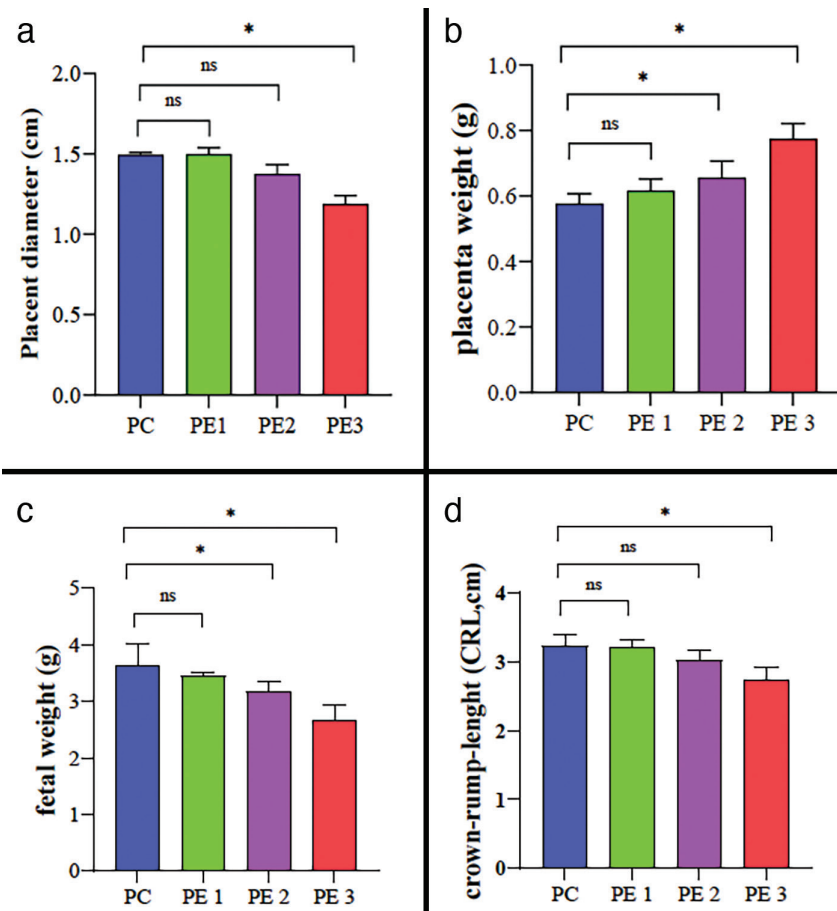 a
*
ns
ns
Placent diameter (cm)
2.0
1.5
1.0
0.5
0.0
PC PE1 PE2 PE3
b
*
*
ns
placenta weight (g)
1.0
0.8
0.6
0.4
0.2
0.0
PC PE 1 PE 2 PE 3
c
*
*
ns
fetal weight (g)
5
4
3
2
1
0
PC PE 1 PE 2 PE 3
d
*
ns
ns
crown-rump-lenght (CRL,cm)
4
3
2
1
0
PC PE 1 PE 2 PE 3